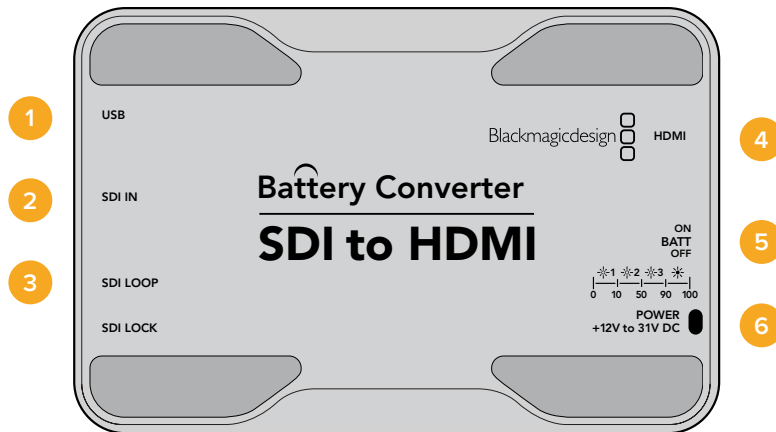 1
USB
Blackmagicdesign
HDMI
4
2
SDI IN
Battery Converter
SDI to HDMI
ON
BATT
OFF
5
3
SDI LOOP
1 2 3
0 10 50 90 100
SDI LOCK
POWER
+12V to 31V DC
6